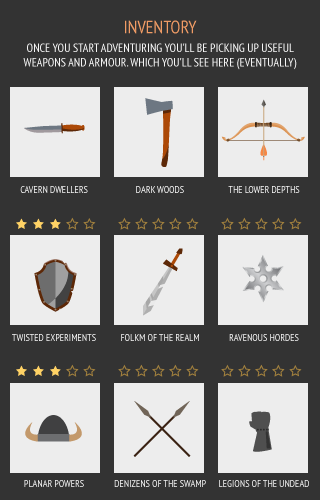 INVENTORY
ONCE YOU START ADVENTURING YOU'LL BE PICKING UP USEFUL
WEAPONS AND ARMOUR. WHICH YOU'LL SEE HERE (EVENTUALLY)
CAVERN DWELLERS
DARK WOODS
THE LOWER DEPTHS
TWISTED EXPERIMENTS
FOLKM OF THE REALM
RAVENOUS HORDES
PLANAR POWERS
DENIZENS OF THE SWAMP
LEGIONS OF THE UNDEAD